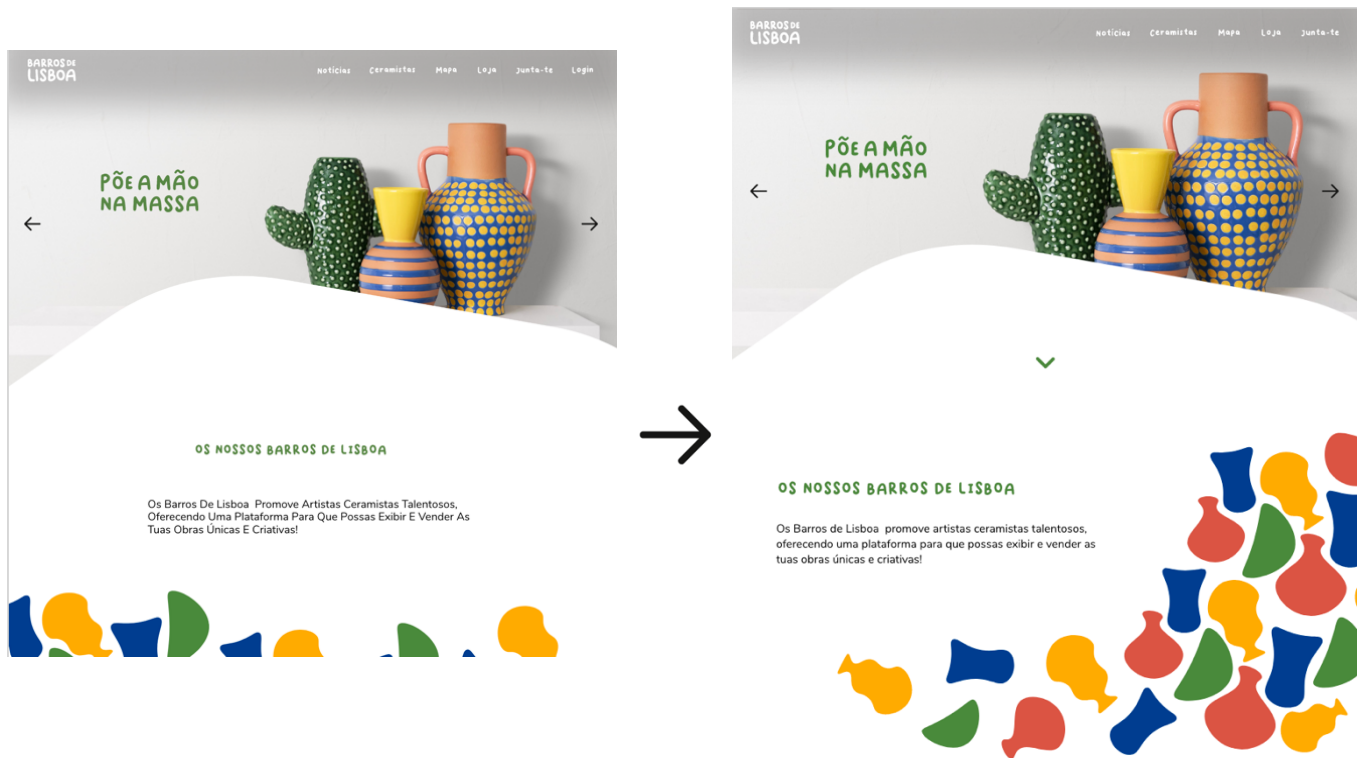 BARROS DE
LISBOA
Notícias Ceramistas Mapa Loja Junta-te Login
PÕE A MÃO
NA MASSA
OS NOSSOS BARROS DE LISBOA
Os Barros De Lisboa  Promove Artistas Ceramistas Talentosos,
Oferecendo Uma Plataforma Para Que Possas Exibir E Vender As
Tuas Obras Únicas E Criativas!
BARROS DE
LISBOA
Notícias Ceramistas Mapa Loja Junta-te
PÕE A MÃO
NA MASSA
OS NOSSOS BARROS DE LISBOA
Os Barros de Lisboa  promove artistas ceramistas talentosos,
oferecendo uma plataforma para que possas exibir e vender as
tuas obras únicas e criativas!